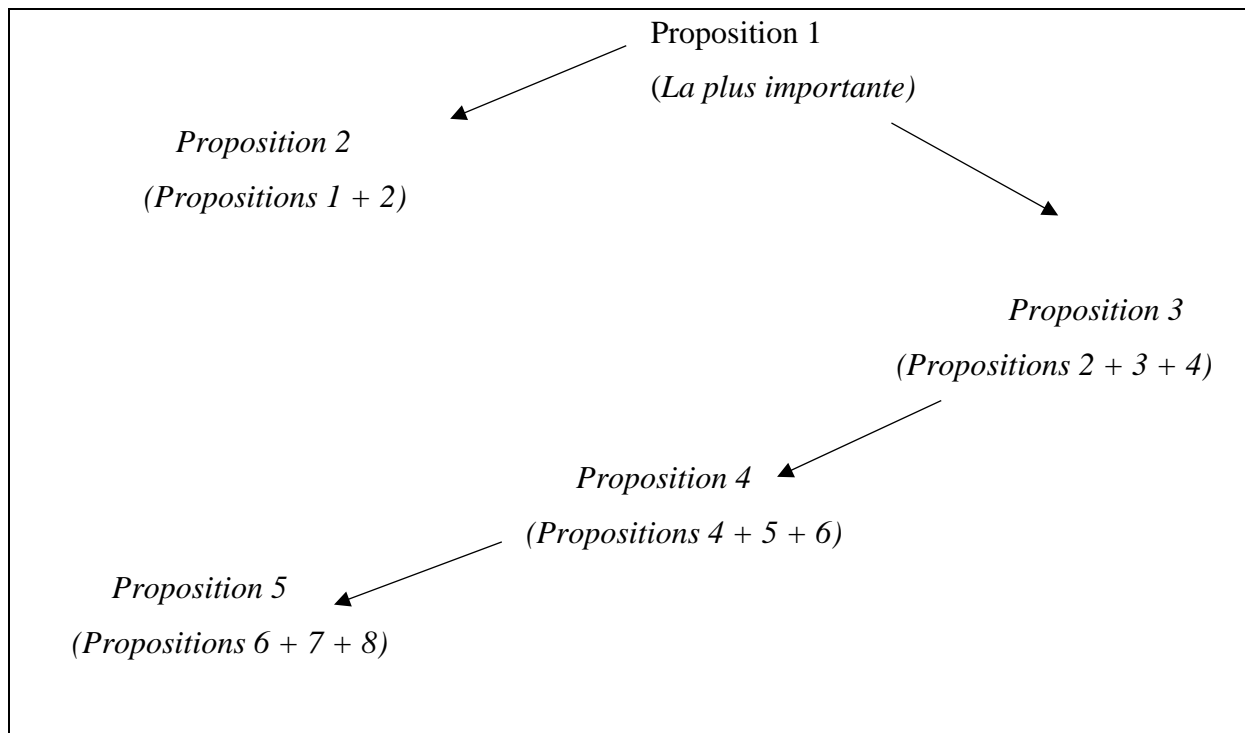 Proposition 1
(La plus importante)
Proposition 2
(Propositions 1 + 2)
Proposition 3
(Propositions 2 + 3 + 4)
Proposition 4
(Propositions 4 + 5 + 6)
Proposition 5
(Propositions 6 + 7 + 8)